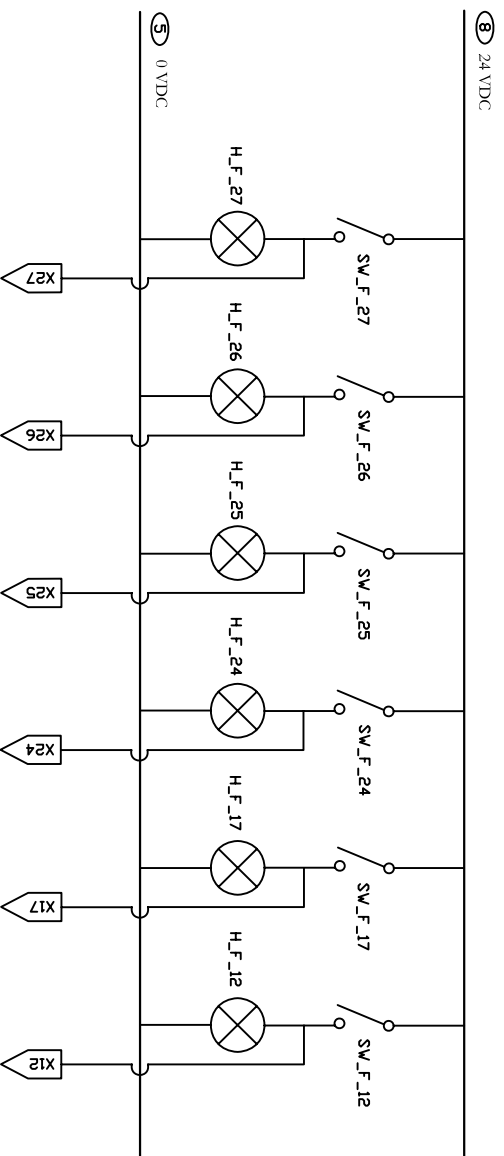 8 24 VDC
5 0 VDC
H_F_27
SW_F_27
X27
H_F_26
SW_F_26
X26
H_F_25
SW_F_25
X25
H_F_24
SW_F_24
X24
H_F_17
SW_F_17
X17
H_F_12
SW_F_12
X12